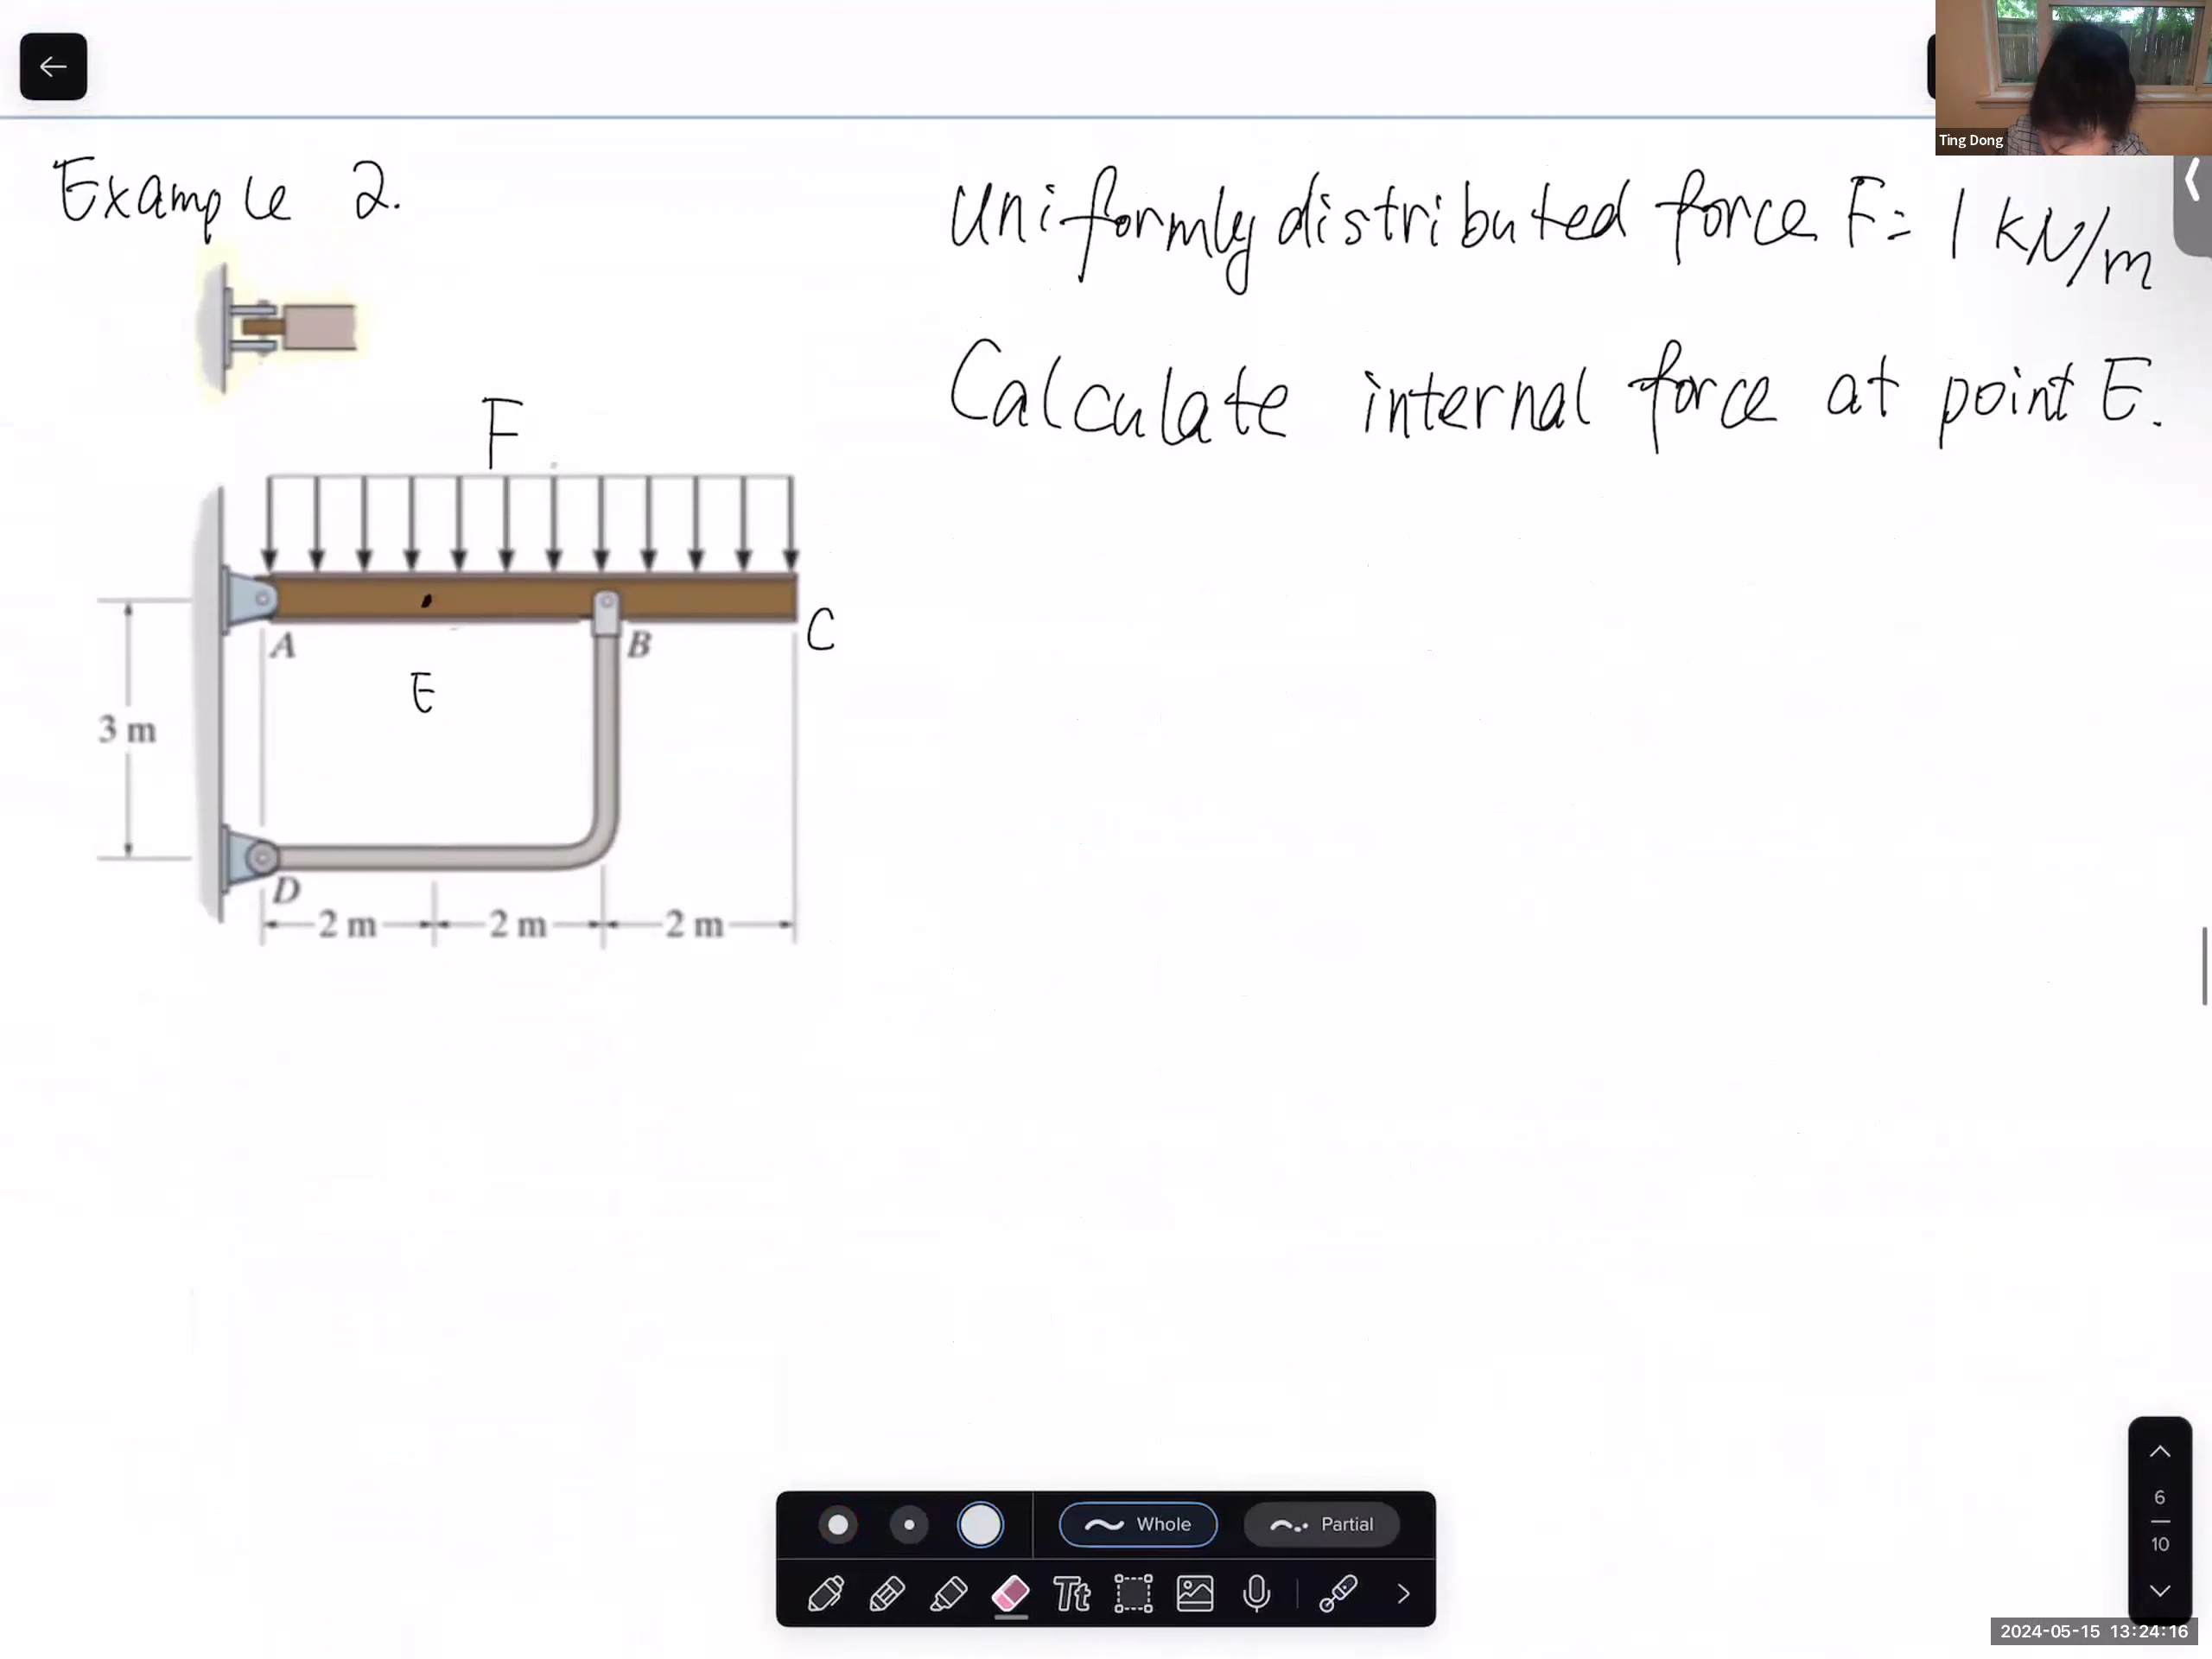 Ting Dong
Example 2.
Uniformly distributed force F = 1 kN/m
Calculate internal force at point E.
F
A
B
C
E
3 m
D
2 m 2 m 2 m
Whole Partial
Tt
6
10
2024-05-15 13:24:16